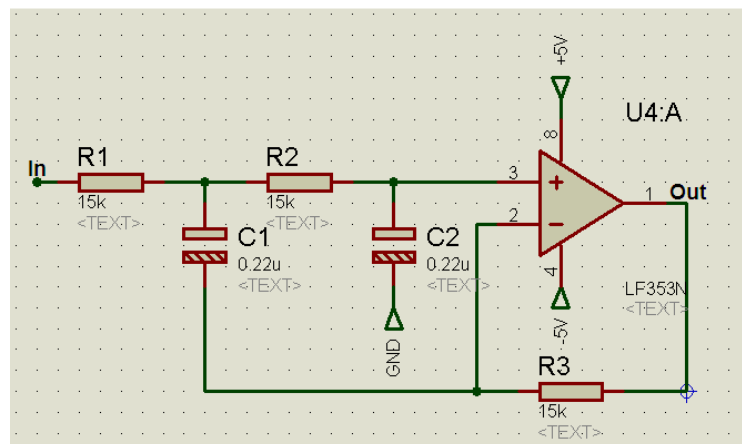 +5V
U4:A
8
In
R1
15k
<TEXT>
R2
15k
<TEXT>
3
2
1
Out
4
-5V
LF353N
<TEXT>
C1
0.22u
<TEXT>
C2
0.22u
<TEXT>
GND
R3
15k
<TEXT>